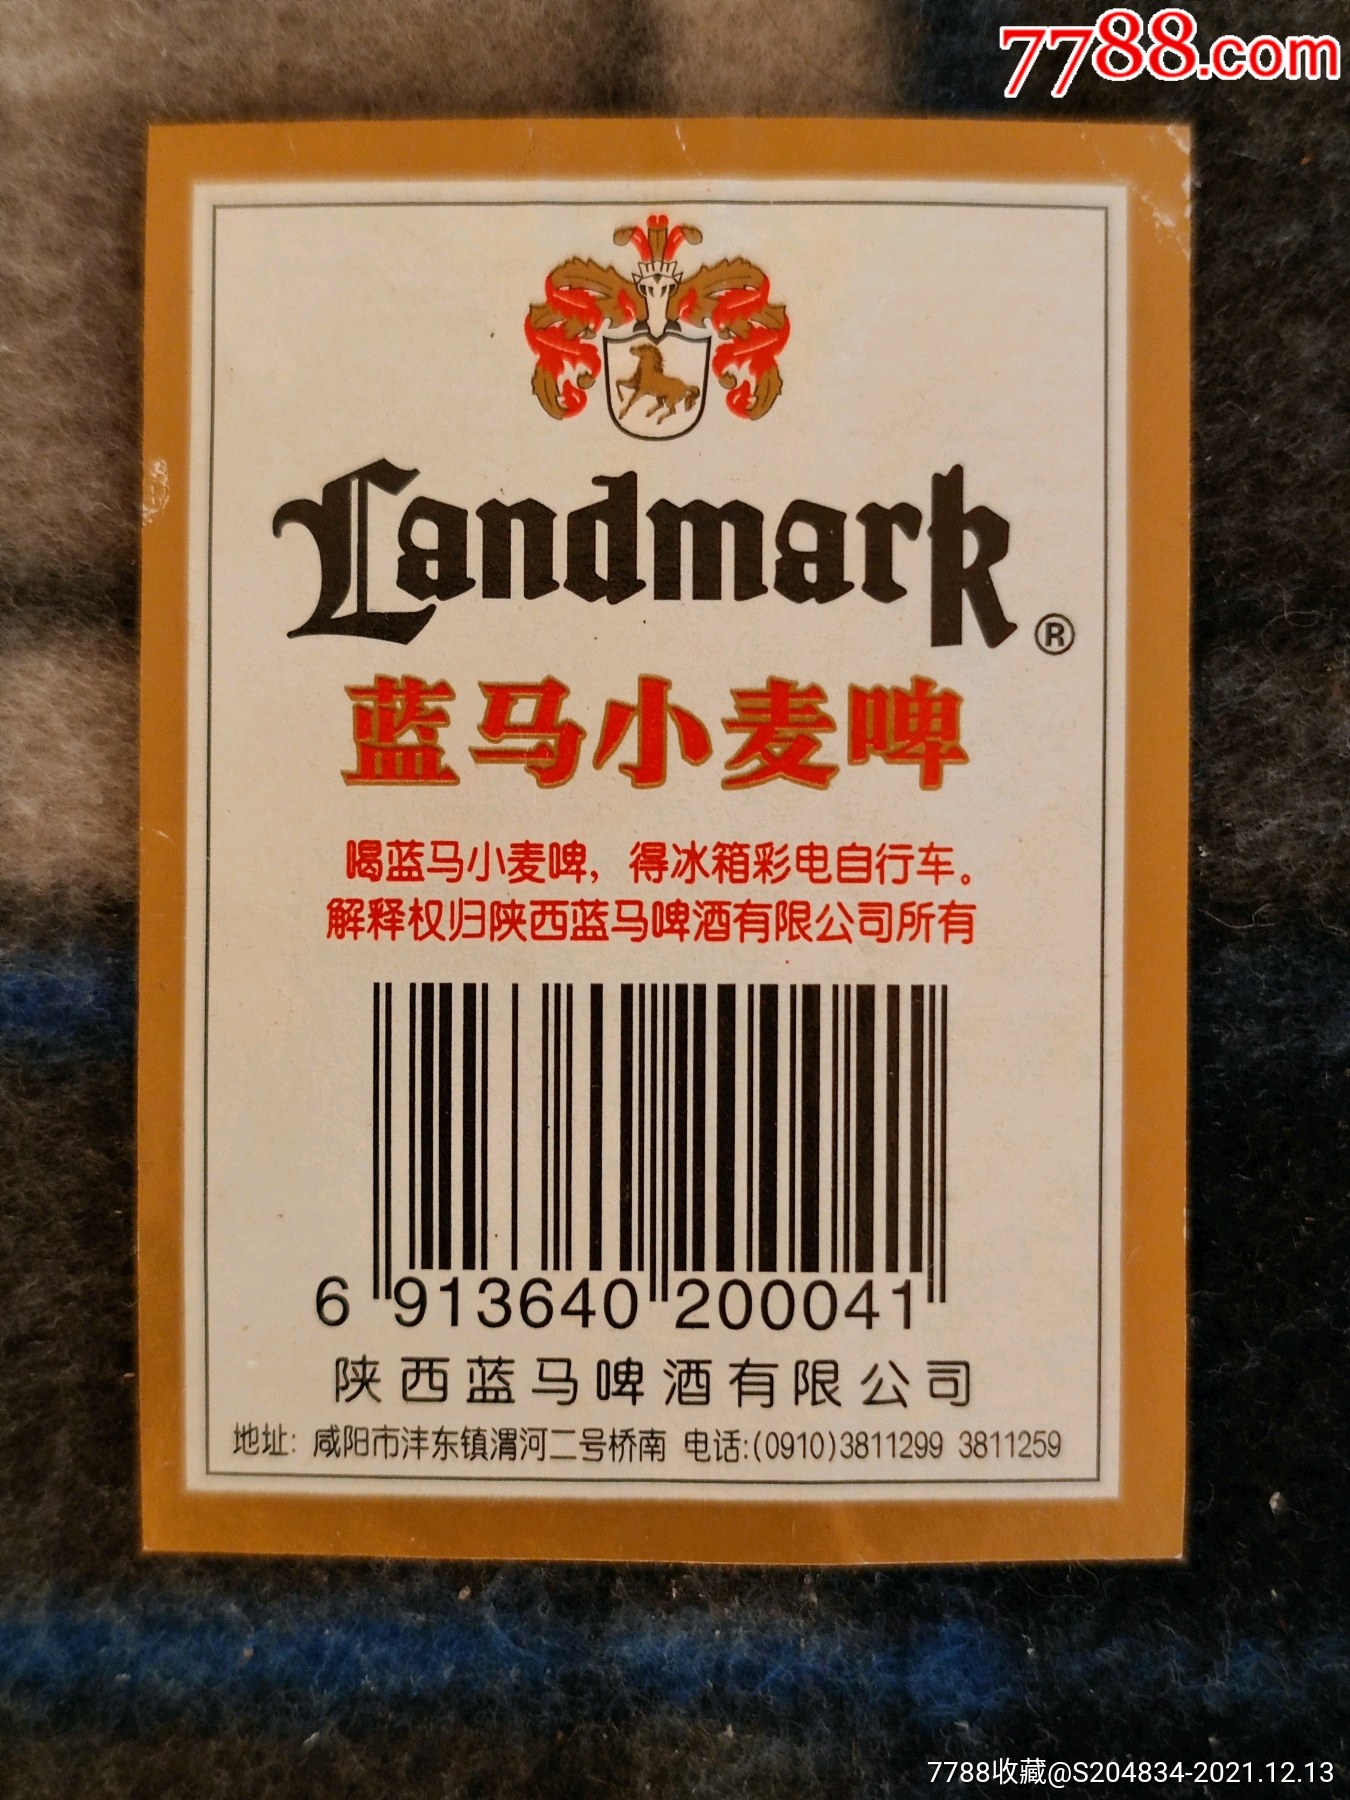 7788.com
Landmark ®
蓝马小麦啤
喝蓝马小麦啤，得冰箱彩电自行车。
解释权归陕西蓝马啤酒有限公司所有
6 913640 200041
陕西蓝马啤酒有限公司
地址：咸阳市沣东镇渭河二号桥南 电话:(0910)3811299 3811259
7788收藏@S204834-2021.12.13